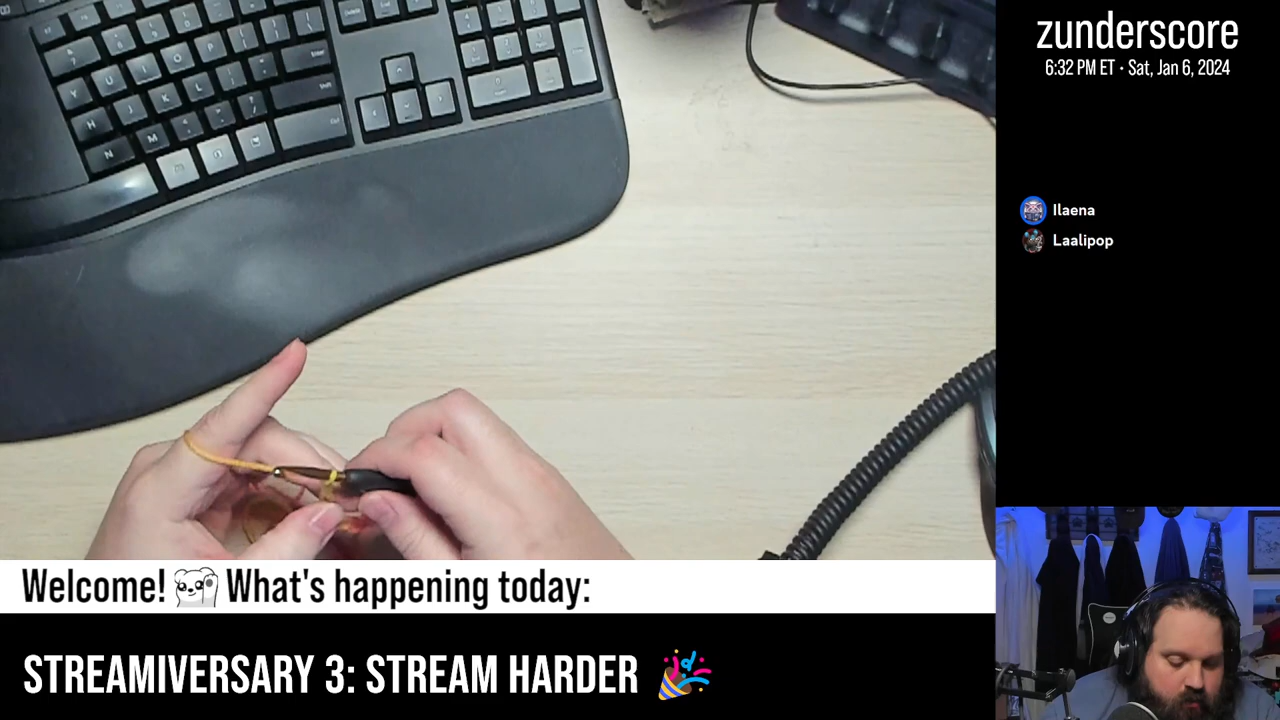 zunderscore
6:32 PM ET · Sat, Jan 6, 2024
Ilaena
Laalipop
Welcome! What's happening today:
STREAMIVERSARY 3: STREAM HARDER
Y U I O P
H J K L
N M